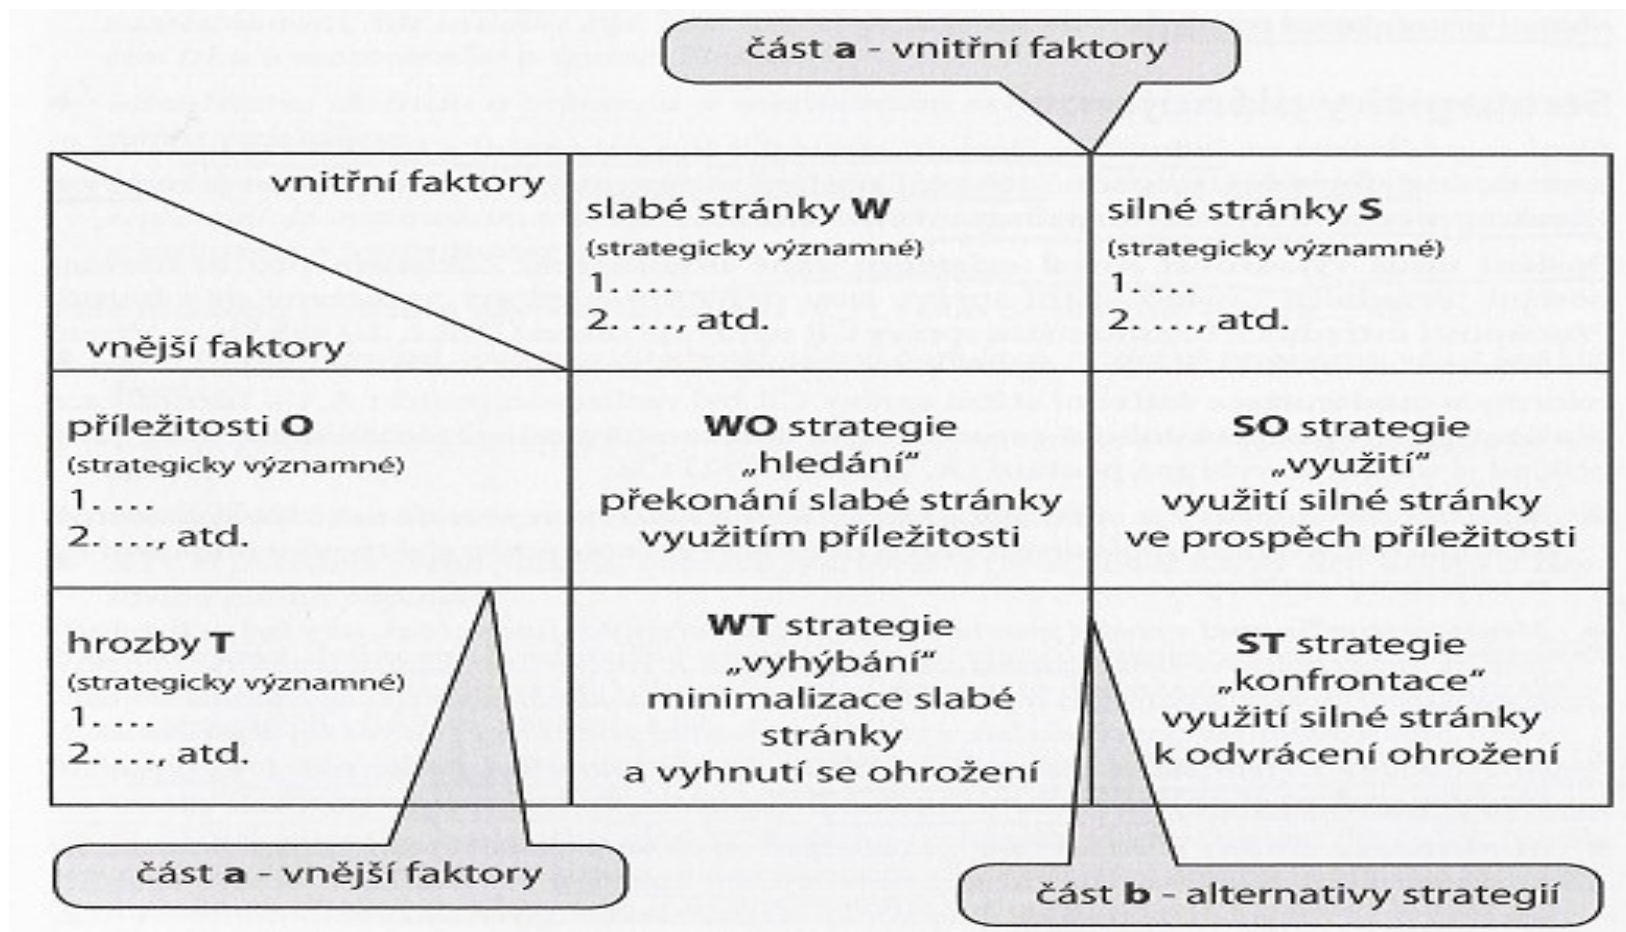 část a - vnitřní faktory
vnitřní faktory
vnější faktory
slabé stránky W
(strategicky významné)
1. ...
2. ..., atd.
silné stránky S
(strategicky významné)
1. ...
2. ..., atd.
příležitosti O
(strategicky významné)
1. ...
2. ..., atd.
WO strategie
„hledání“
překonání slabé stránky
využitím příležitosti
SO strategie
„využití“
využití silné stránky
ve prospěch příležitosti
hrozby T
(strategicky významné)
1. ...
2. ..., atd.
WT strategie
„vyhýbání“
minimalizace slabé
stránky
a vyhnutí se ohrožení
ST strategie
„konfrontace“
využití silné stránky
k odvrácení ohrožení
část a - vnější faktory
část b - alternativy strategií